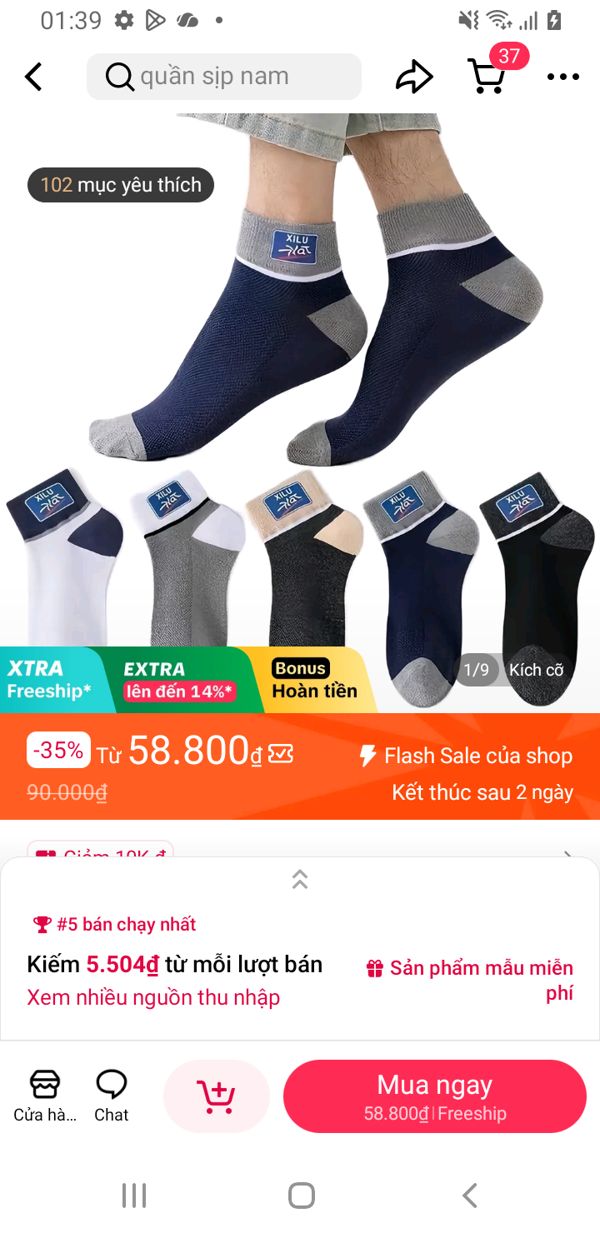 01:39
quần sịp nam
37
102 mục yêu thích
XILU
XILU
XILU
XILU
XILU
XILU
XTRA
Freeship*
EXTRA
lên đến 14%*
Bonus
Hoàn tiền
1/9
Kích cỡ
-35% Từ 58.800₫
Flash Sale của shop
90.000₫
Kết thúc sau 2 ngày
Giảm 10K ₫
#5 bán chạy nhất
Kiếm 5.504₫ từ mỗi lượt bán
Sản phẩm mẫu miễn
phí
Xem nhiều nguồn thu nhập
Mua ngay
58.800₫|Freeship
Cửa hà...
Chat